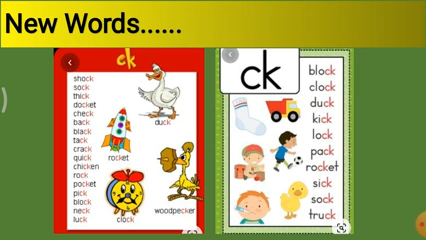 New Words......
ck
shock
sock
thick
docket
check
back
black
tack
crack
quick
chicken
rock
pocket
pick
block
neck
luck
duck
rocket
clock
woodpecker
ck
block
clock
duck
kick
lock
pack
rocket
sick
sock
truck